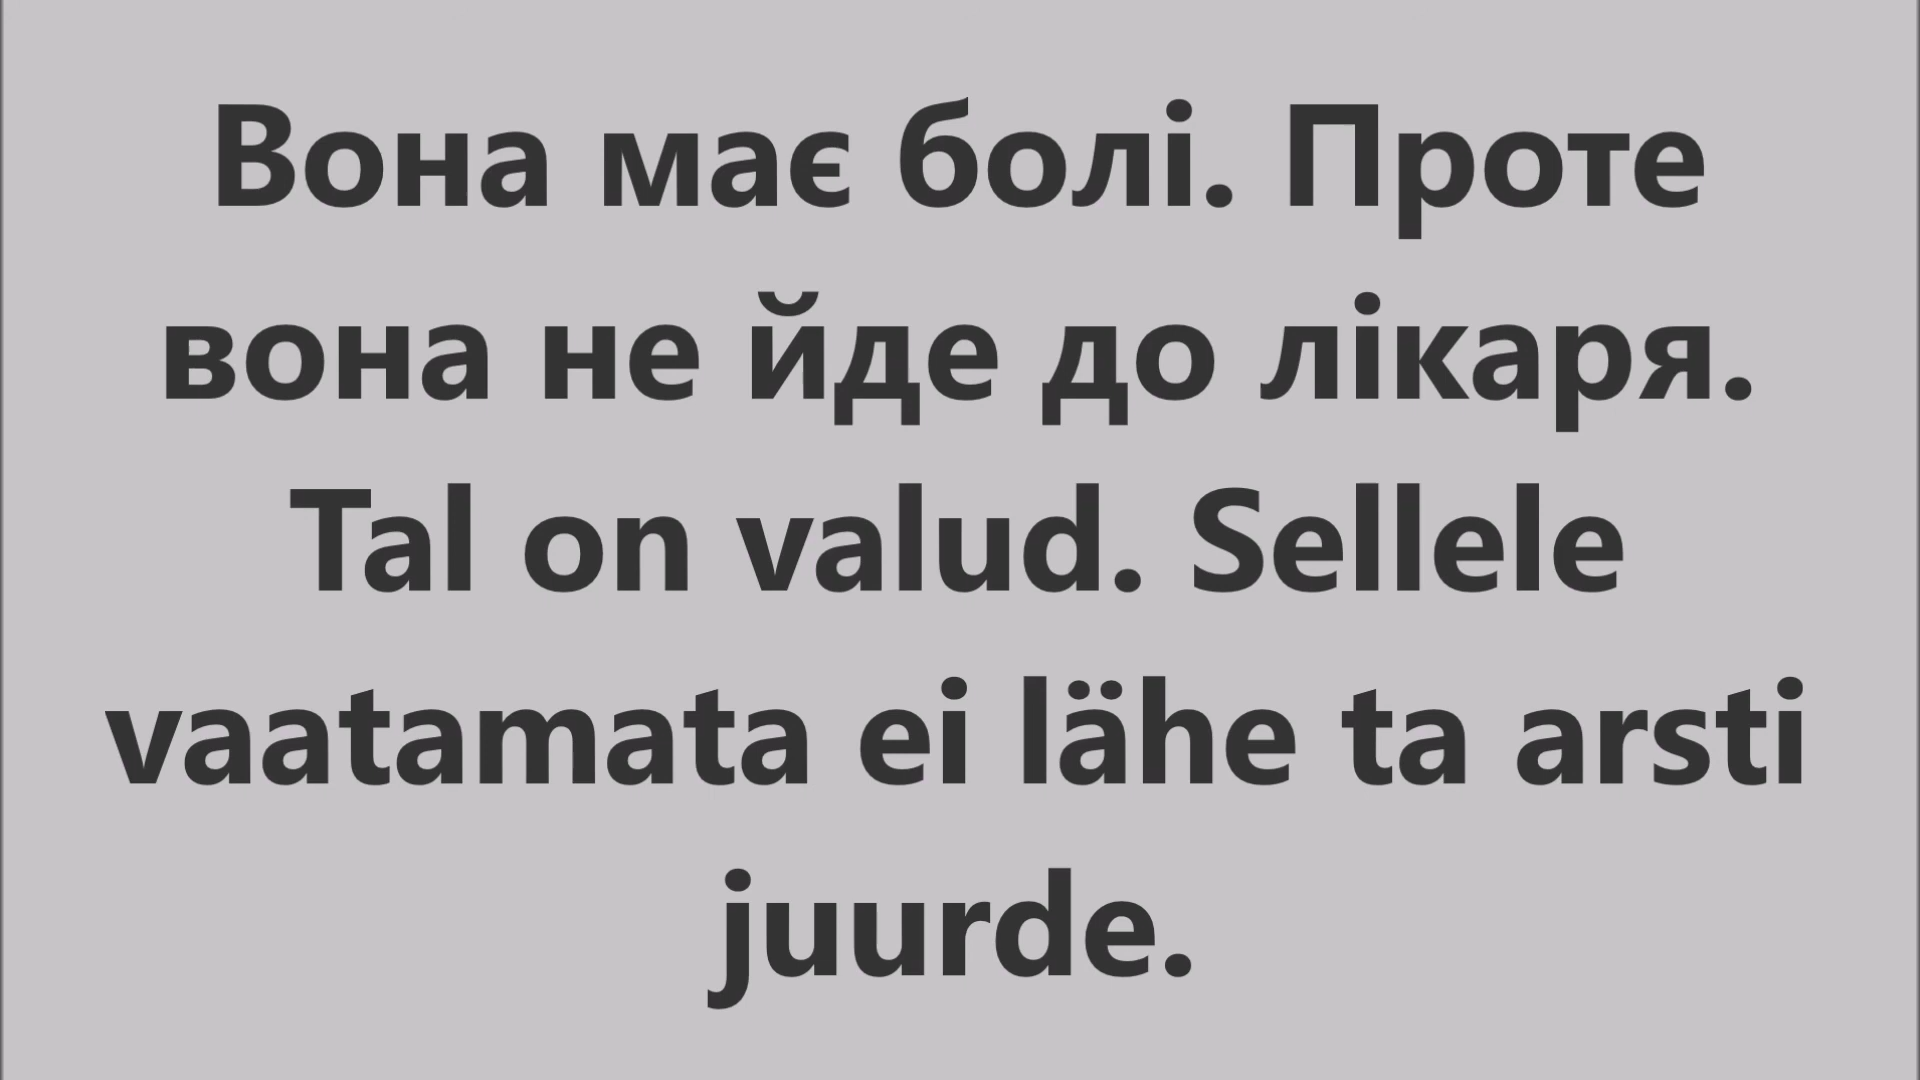 Вона має болі. Проте
вона не йде до лікаря.
Tal on valud. Sellele
vaatamata ei lähe ta arsti
juurde.